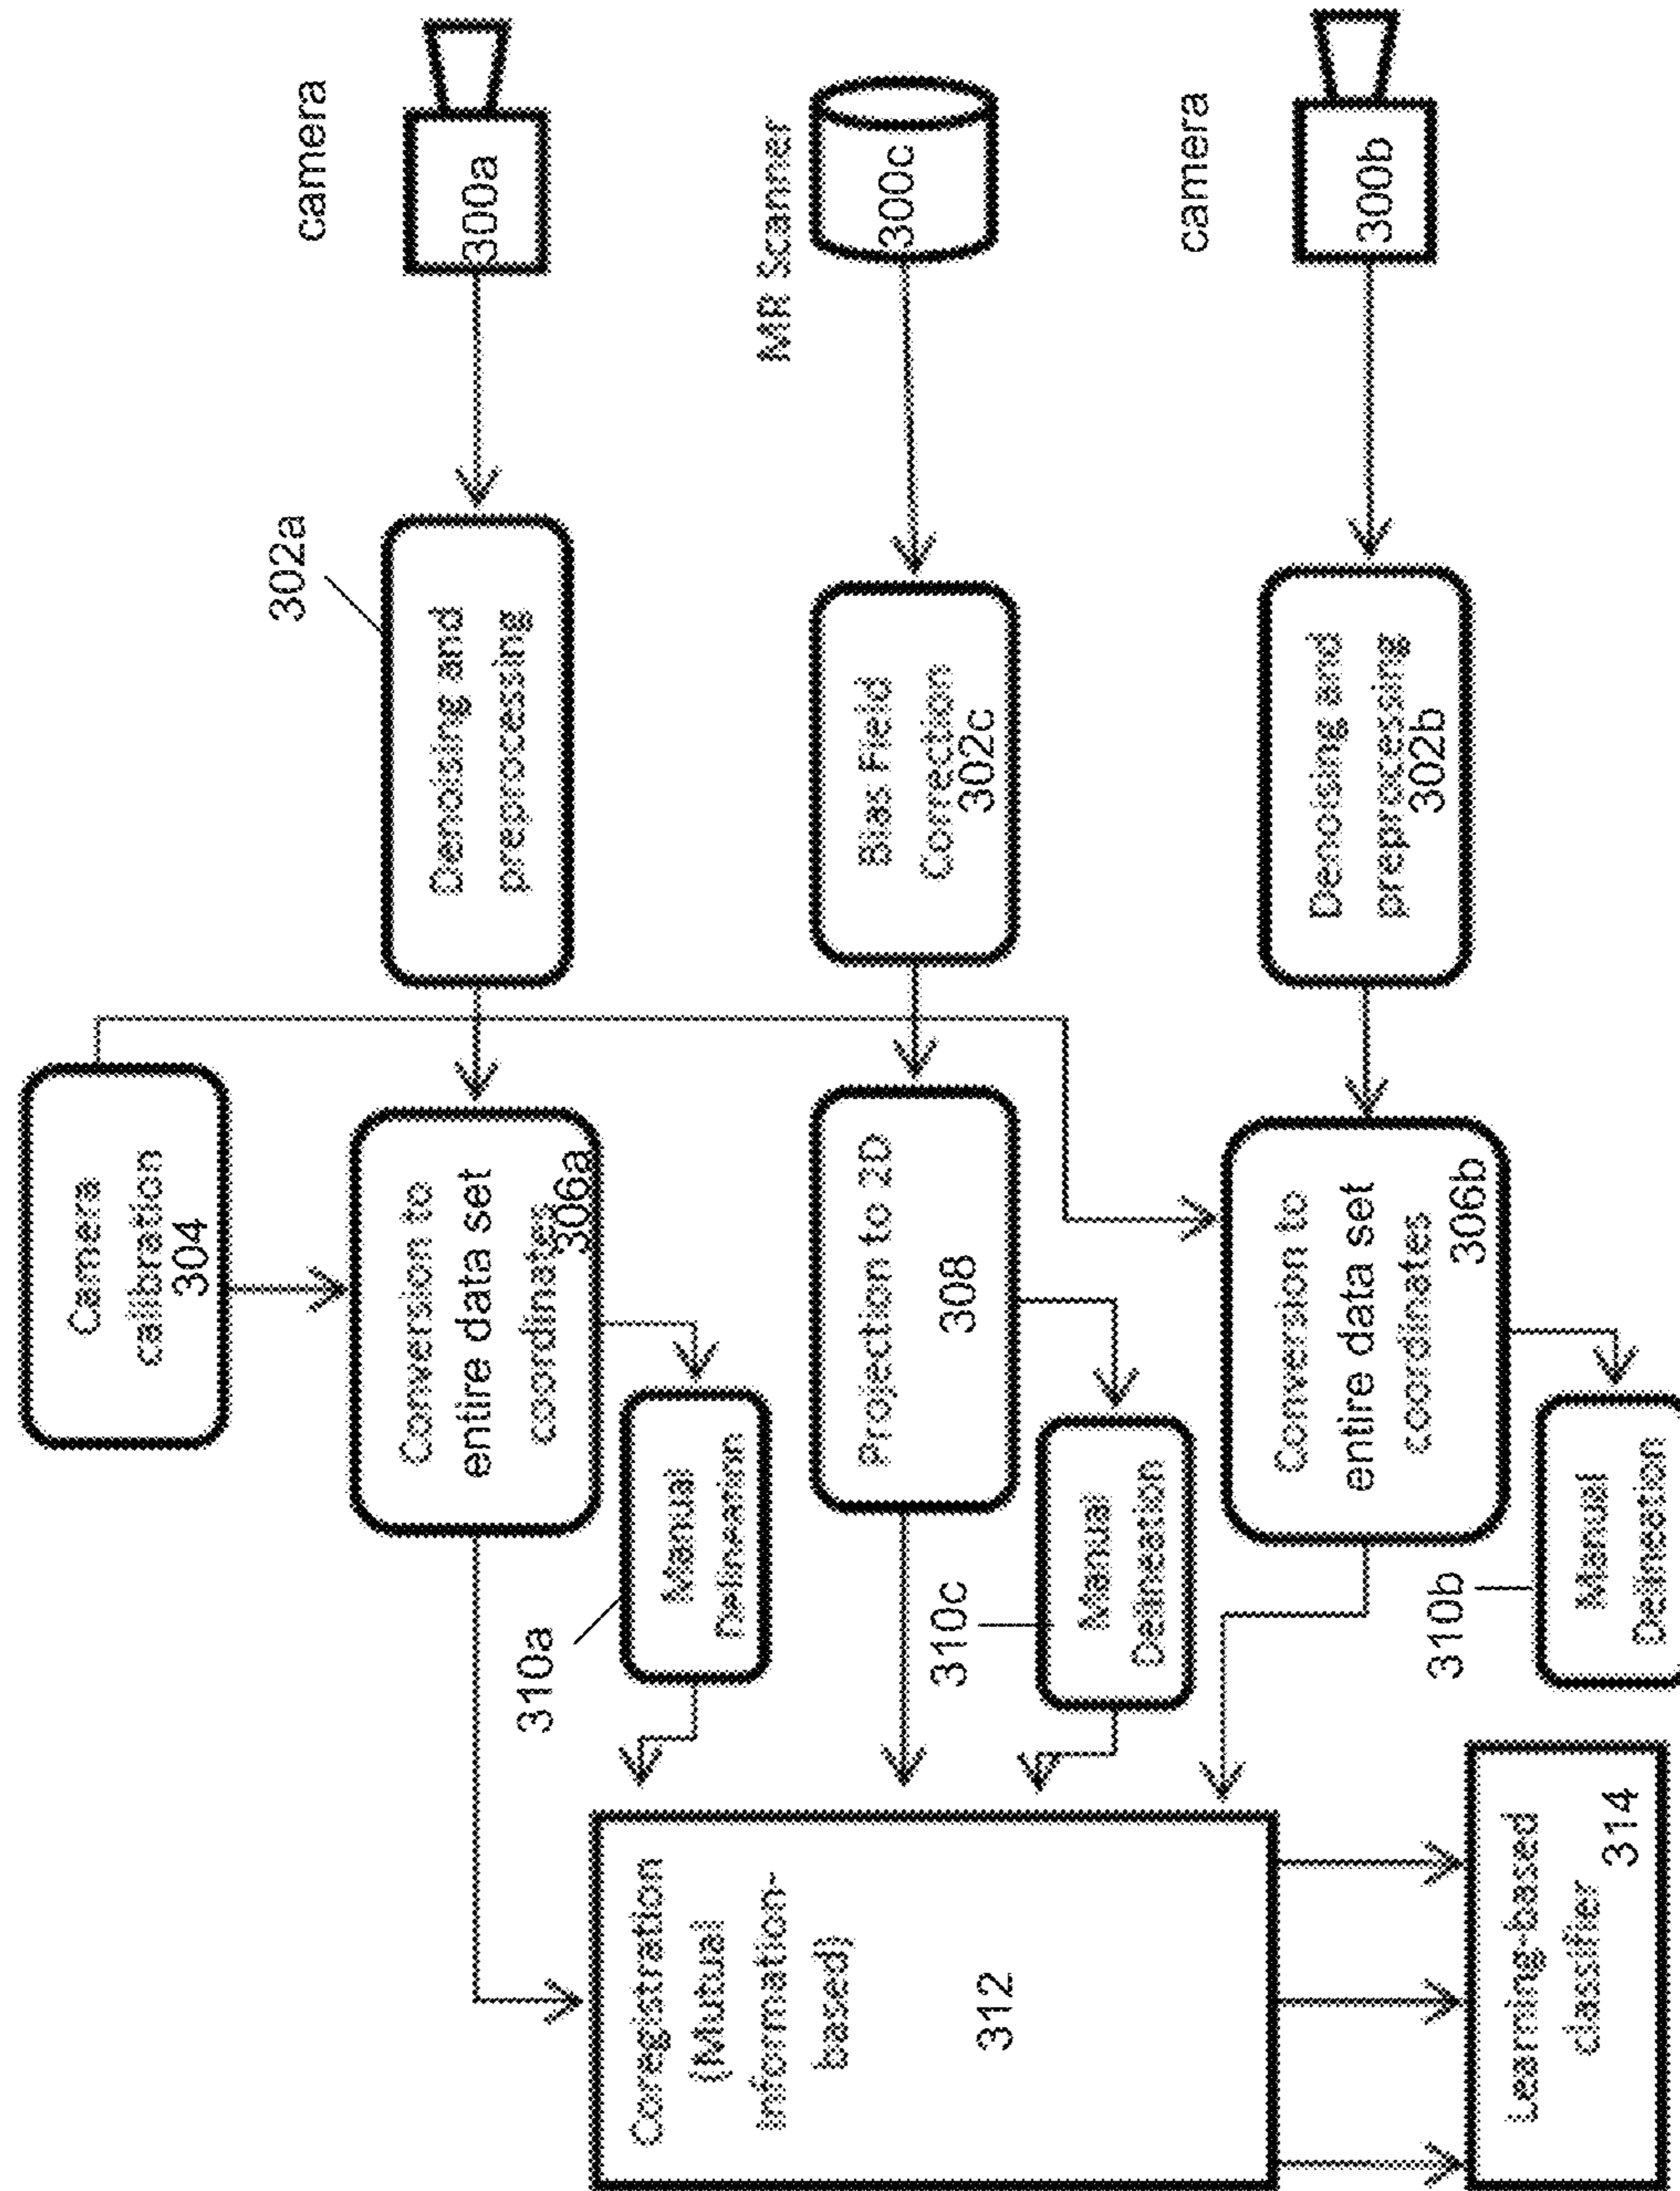 Camera
calibration
304
camera
300a
302a
Denoising and
preprocessing
Conversion to
entire data set
coordinates
306a
310a
Manual
Delineation
MR Scanner
300c
Bias Field
Correction
302c
Projection to 2D
308
310c
Manual
Delineation
camera
300b
Denoising and
preprocessing
302b
Conversion to
entire data set
coordinates
306b
310b
Manual
Delineation
Coregistration
(Mutual
information-
based)
312
Learning-based
classifier
314